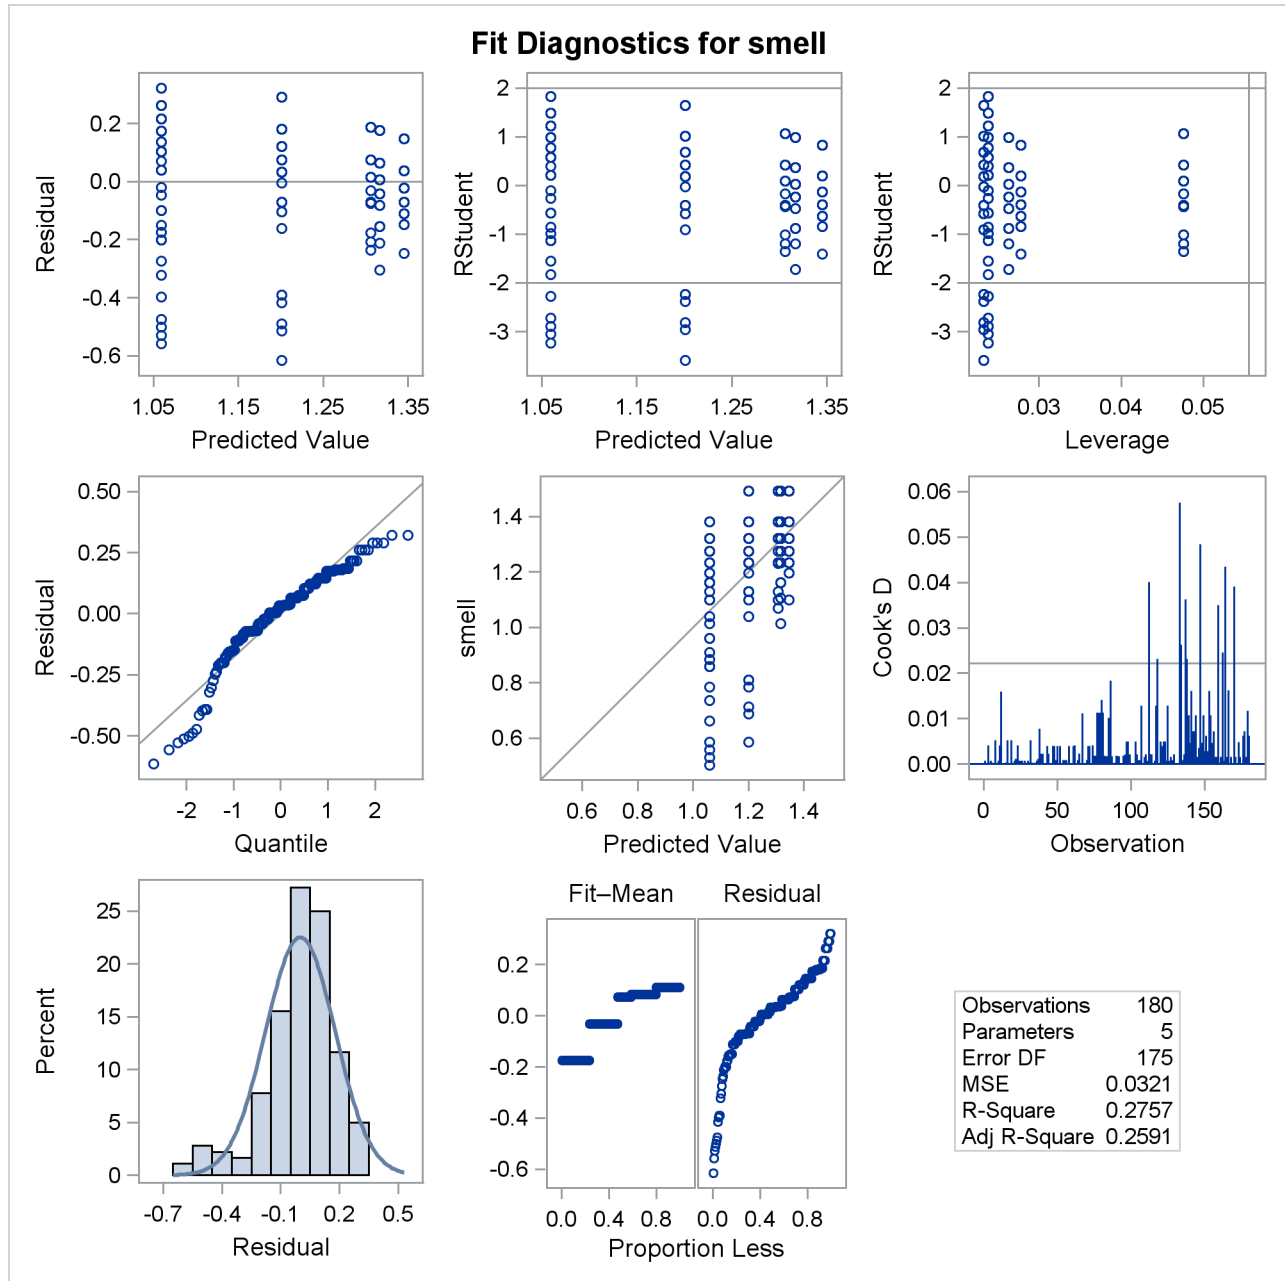 Fit Diagnostics for smell
0.2
0.0
-0.2
-0.4
-0.6
Residual
1.05 1.15 1.25 1.35
Predicted Value
2
1
0
-1
-2
-3
RStudent
1.05 1.15 1.25 1.35
Predicted Value
2
1
0
-1
-2
-3
RStudent
0.03 0.04 0.05
Leverage
0.50
0.25
0.00
-0.25
-0.50
Residual
-2 -1 0 1 2
Quantile
1.4
1.2
1.0
0.8
0.6
smell
0.6 0.8 1.0 1.2 1.4
Predicted Value
0.06
0.05
0.04
0.03
0.02
0.01
0.00
Cook's D
0 50 100 150
Observation
25
20
15
10
5
0
Percent
-0.7 -0.4 -0.1 0.2 0.5
Residual
Fit–Mean Residual
0.2
0.0
-0.2
-0.4
-0.6
0.0 0.4 0.8 0.0 0.4 0.8
Proportion Less
Observations 180
Parameters 5
Error DF 175
MSE 0.0321
R-Square 0.2757
Adj R-Square 0.2591